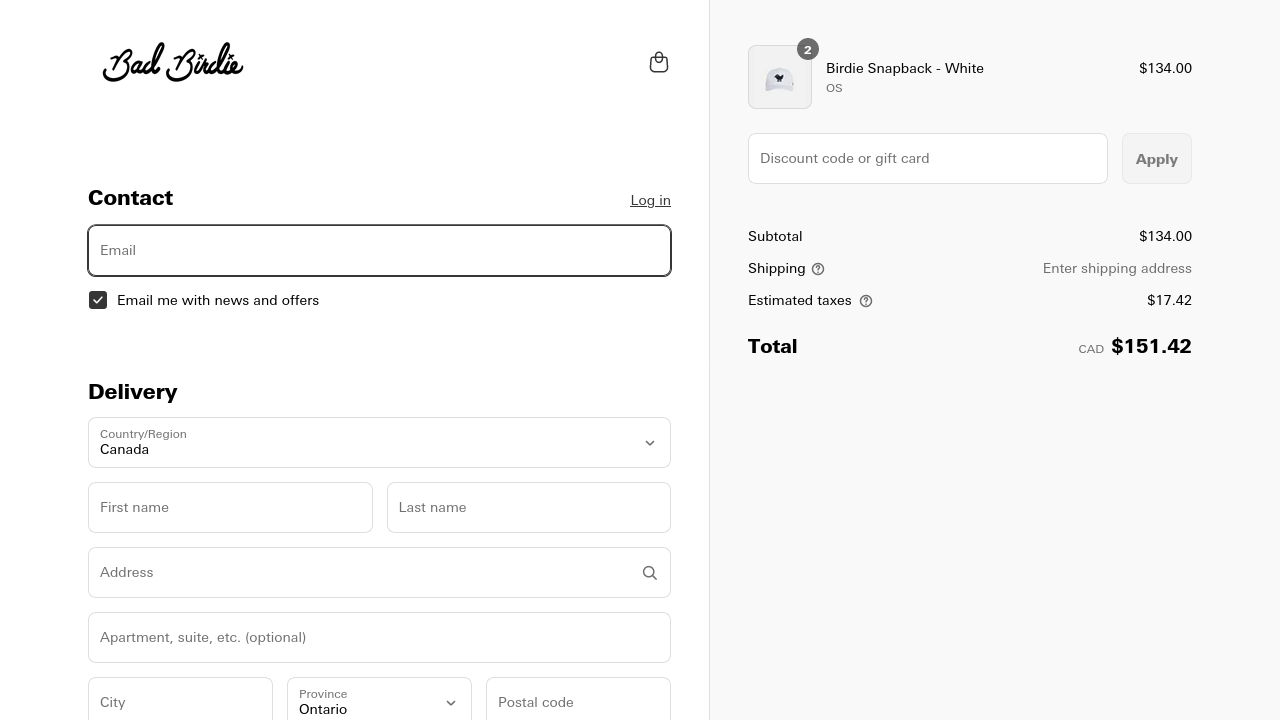 Bad Birdie
Contact
Log in
Email
Email me with news and offers
Delivery
Country/Region
Canada
First name
Last name
Address
Apartment, suite, etc. (optional)
City
Province
Ontario
Postal code
2
Birdie Snapback - White
OS
$134.00
Discount code or gift card
Apply
Subtotal
$134.00
Shipping
Enter shipping address
Estimated taxes
$17.42
Total
CAD $151.42